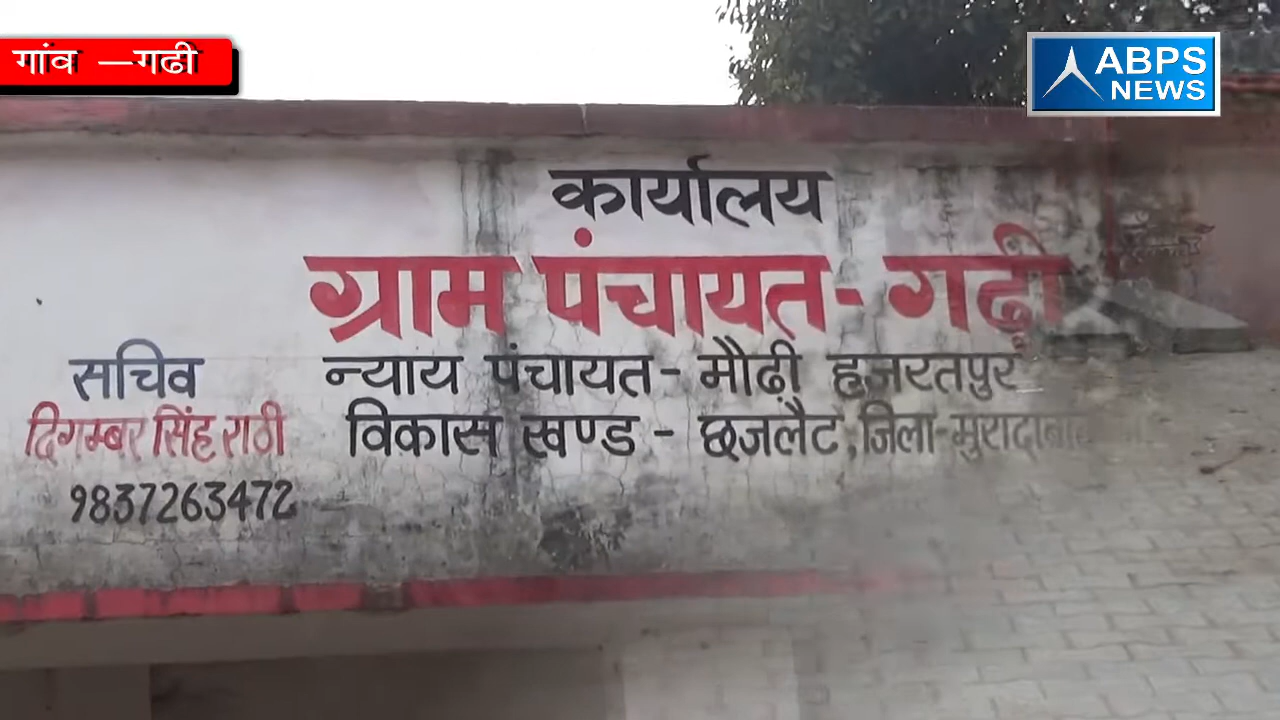 गांव —गढी
ABPS
NEWS
कार्यालय
ग्राम पंचायत-गढ़ी
सचिव
दिगम्बर सिंह राठी
9837263472
न्याय पंचायत- मौढ़ी हजरतपुर
विकास खण्ड - छजलैट, जिला-मुरादाबाद